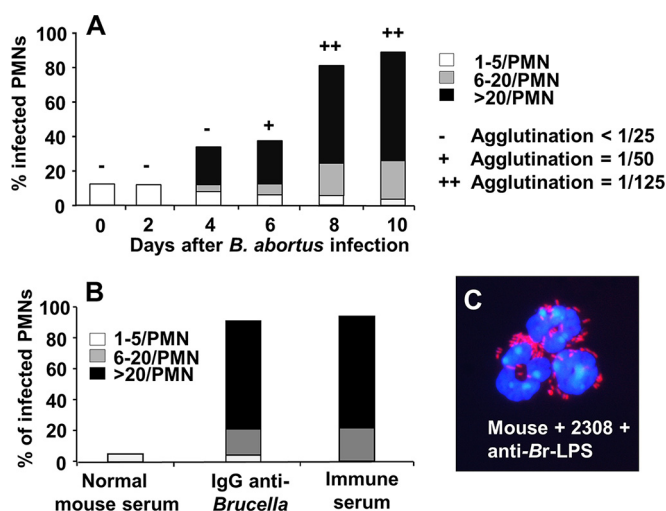 A
% infected PMNs
100
80
60
40
20
0
- - - + ++ ++
0 2 4 6 8 10
Days after B. abortus infection
1-5/PMN
6-20/PMN
>20/PMN
- Agglutination < 1/25
+ Agglutination = 1/50
++ Agglutination = 1/125
B
% of infected PMNs
100
80
60
40
20
0
1-5/PMN
6-20/PMN
>20/PMN
Normal
mouse serum
IgG anti-
Brucella
Immune
serum
C
Mouse + 2308 +
anti-Br-LPS